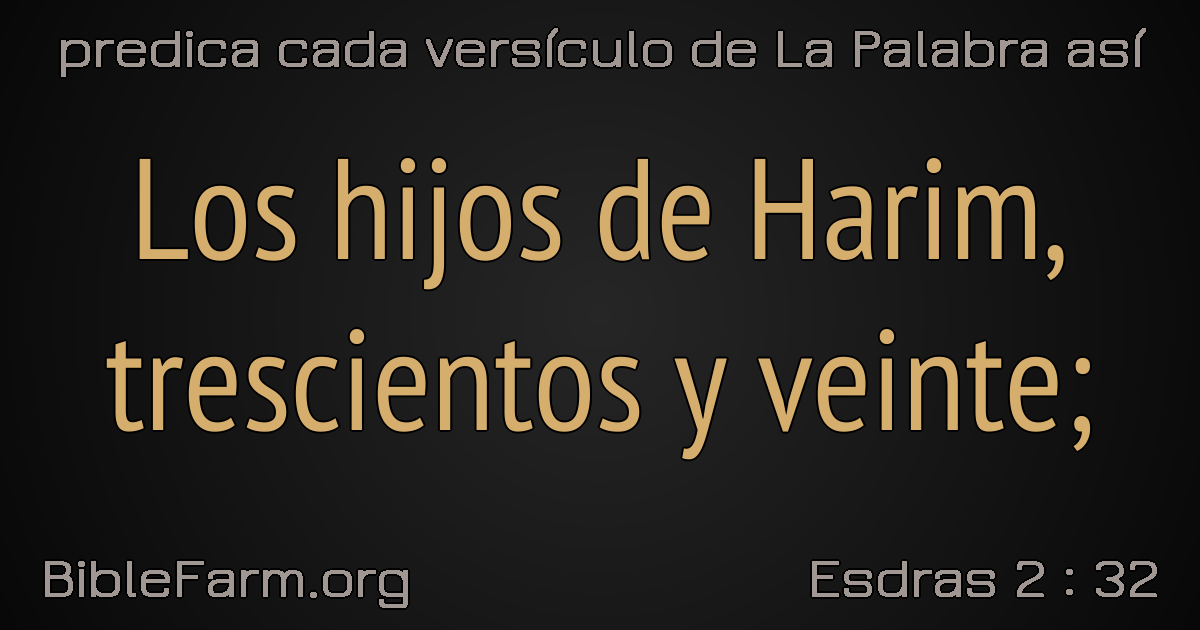 predica cada versículo de La Palabra así
Los hijos de Harim,
trescientos y veinte;
BibleFarm.org
Esdras 2 : 32